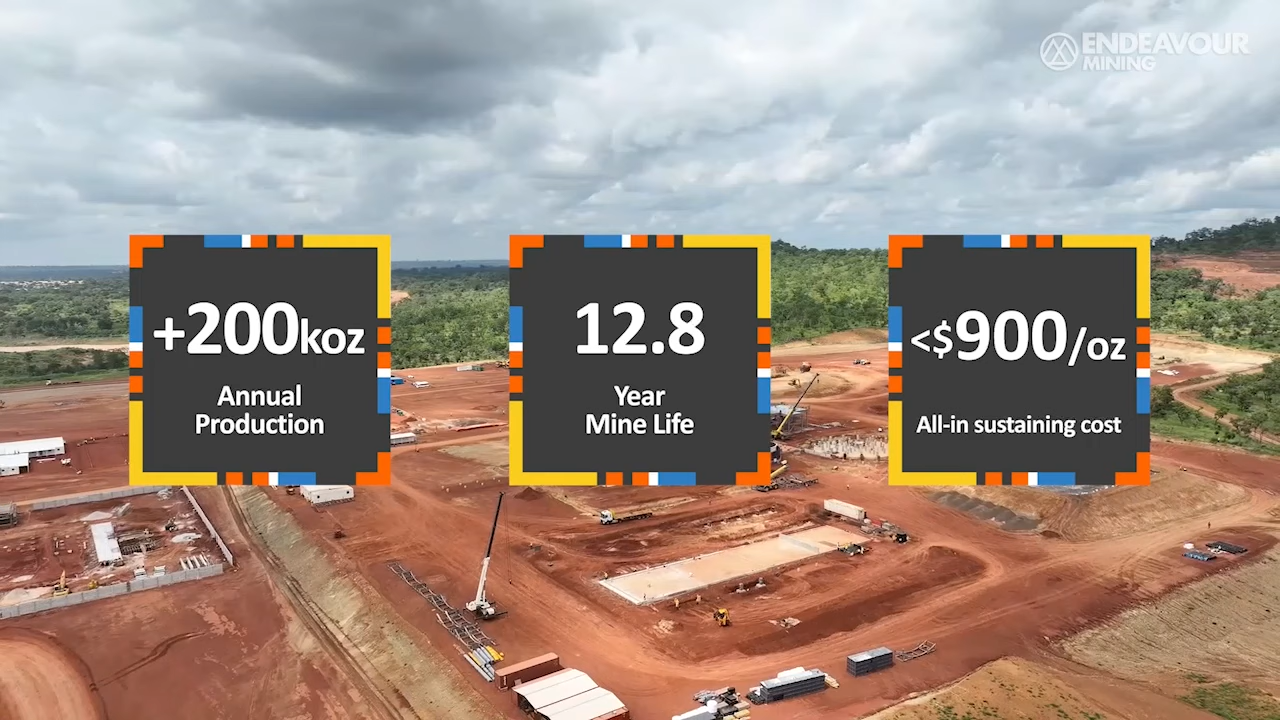 ENDEAVOUR
MINING
+200koz
Annual
Production
12.8
Year
Mine Life
<$900/oz
All-in sustaining cost